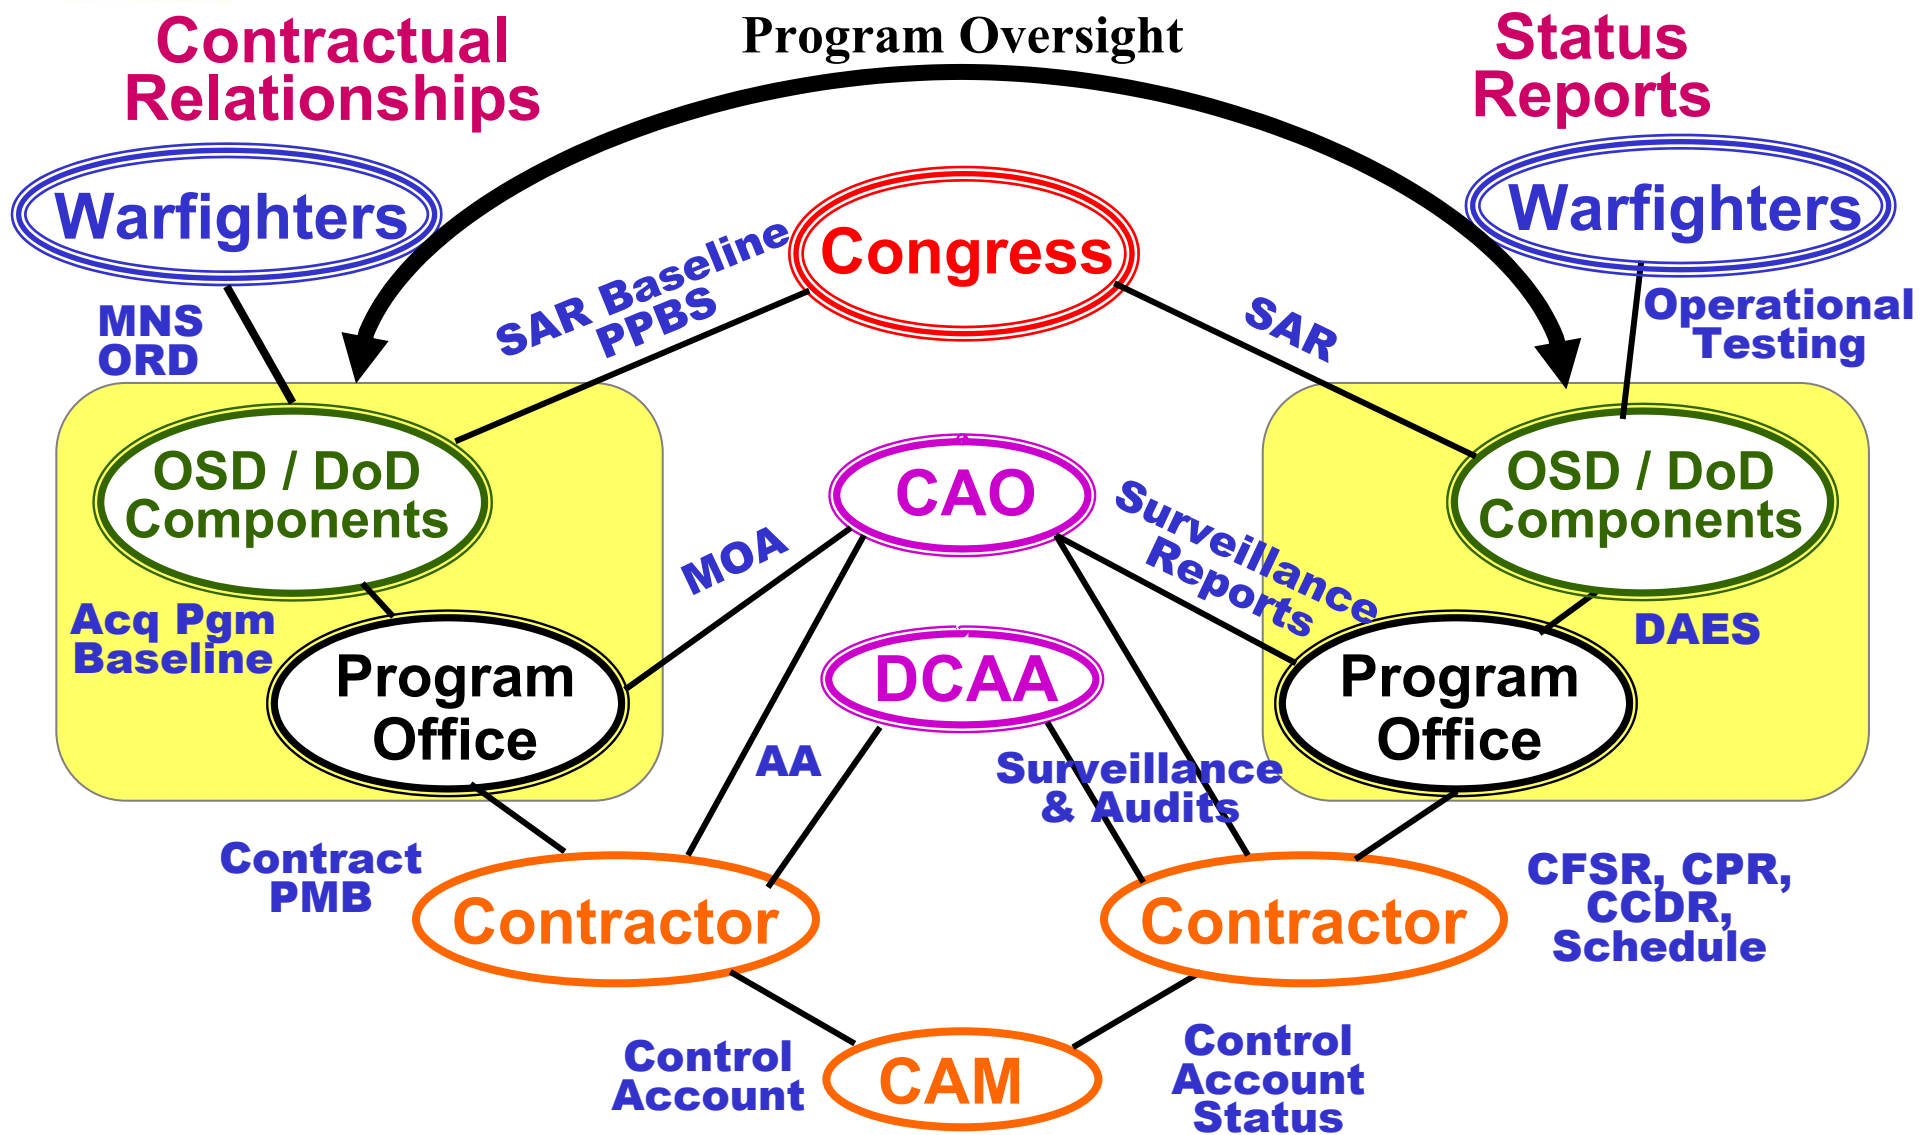 Contractual
Relationships
Program Oversight
Status
Reports
Warfighters
Congress
Warfighters
MNS
ORD
SAR Baseline
PPBS
SAR
Operational
Testing
OSD / DoD
Components
CAO
OSD / DoD
Components
MOA
Surveillance
Reports
Acq Pgm
Baseline
Program
Office
DCAA
Program
Office
DAES
AA
Surveillance
& Audits
Contract
PMB
Contractor
Contractor
CFSR, CPR,
CCDR,
Schedule
Control
Account
CAM
Control
Account
Status